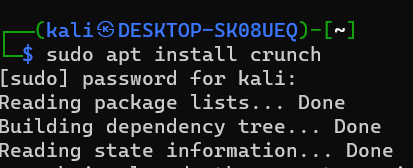 ┌──(kali㉿DESKTOP-SK08UEQ)-[~]
└─$ sudo apt install crunch
[sudo] password for kali:
Reading package lists... Done
Building dependency tree... Done
Reading state information... Done